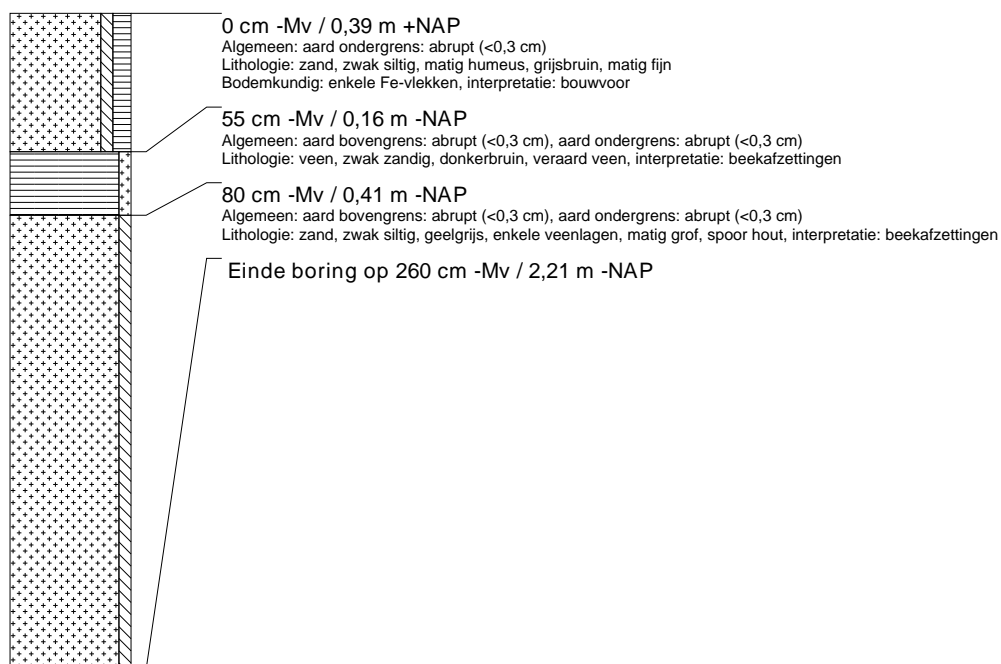 0 cm -Mv / 0,39 m +NAP
Algemeen: aard ondergrens: abrupt (<0,3 cm)
Lithologie: zand, zwak siltig, matig humeus, grijsbruin, matig fijn
Bodemkundig: enkele Fe-vlekken, interpretatie: bouwvoor
55 cm -Mv / 0,16 m -NAP
Algemeen: aard bovengrens: abrupt (<0,3 cm), aard ondergrens: abrupt (<0,3 cm)
Lithologie: veen, zwak zandig, donkerbruin, veraard veen, interpretatie: beekafzettingen
80 cm -Mv / 0,41 m -NAP
Algemeen: aard bovengrens: abrupt (<0,3 cm), aard ondergrens: abrupt (<0,3 cm)
Lithologie: zand, zwak siltig, geelgrijs, enkele veenlagen, matig grof, spoor hout, interpretatie: beekafzettingen
Einde boring op 260 cm -Mv / 2,21 m -NAP